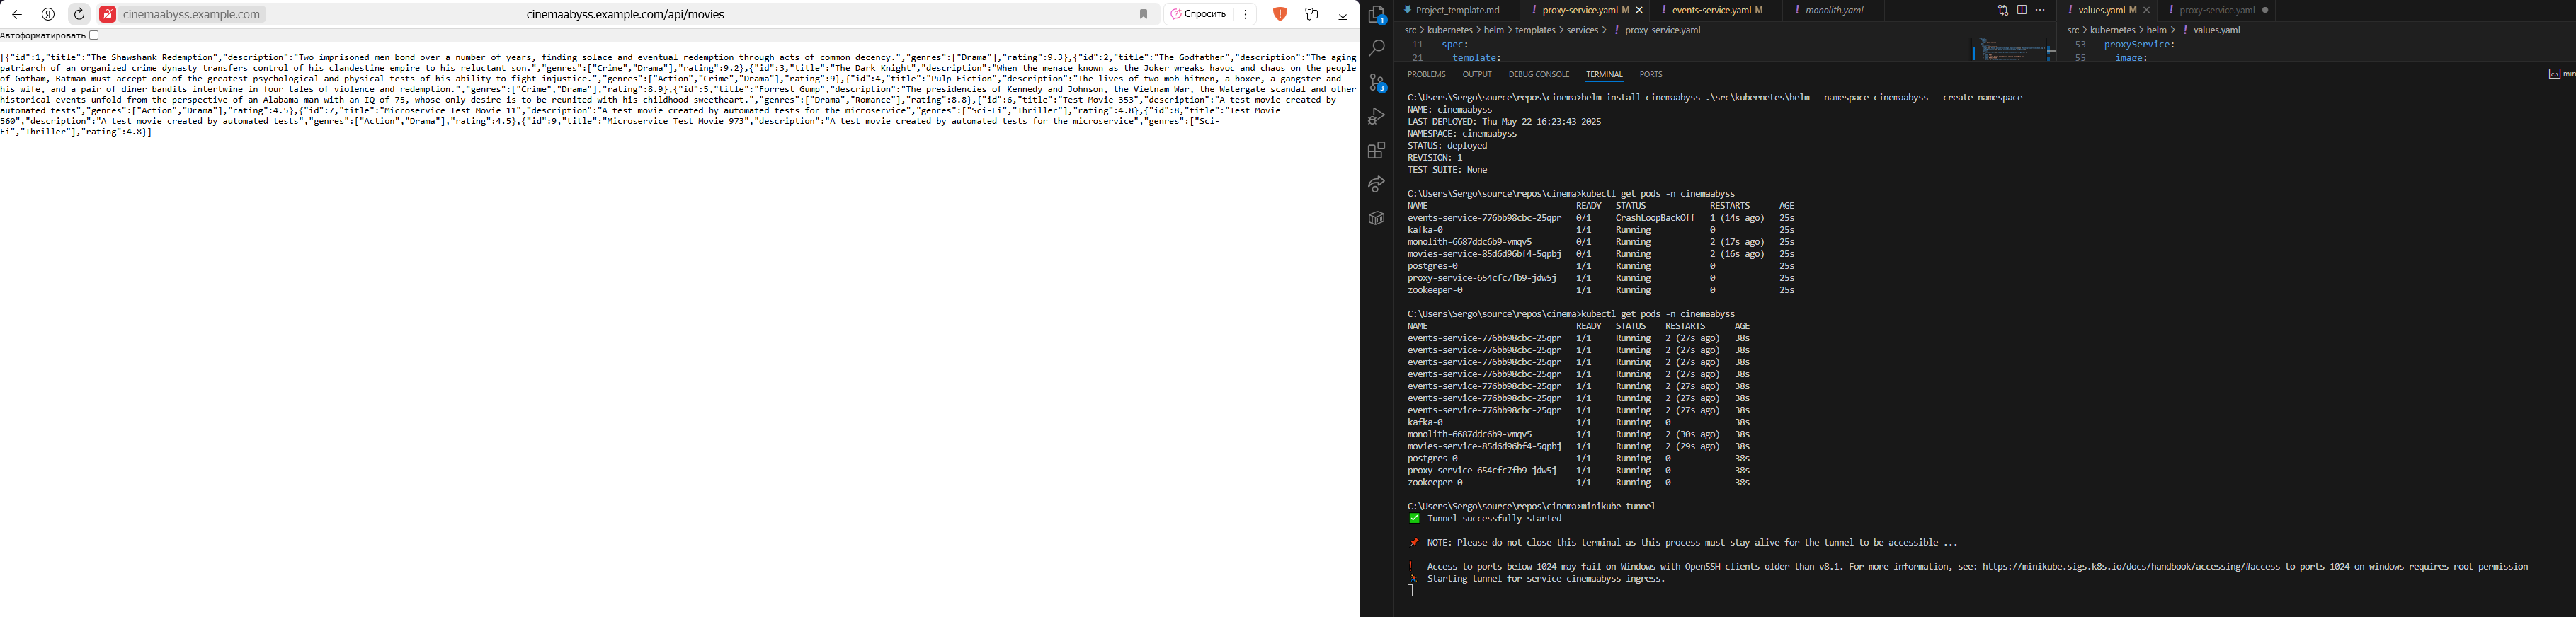 cinemaabyss.example.com
cinemaabyss.example.com/api/movies
Спросить
Автоформатировать
[{"id":1,"title":"The Shawshank Redemption","description":"Two imprisoned men bond over a number of years, finding solace and eventual redemption through acts of common decency.","genres":["Drama"],"rating":9.3},{"id":2,"title":"The Godfather","description":"The aging
patriarch of an organized crime dynasty transfers control of his clandestine empire to his reluctant son.","genres":["Crime","Drama"],"rating":9.2},{"id":3,"title":"The Dark Knight","description":"When the menace known as the Joker wreaks havoc and chaos on the people
of Gotham, Batman must accept one of the greatest psychological and physical tests of his ability to fight injustice.","genres":["Action","Crime","Drama"],"rating":9},{"id":4,"title":"Pulp Fiction","description":"The lives of two mob hitmen, a boxer, a gangster and
his wife, and a pair of diner bandits intertwine in four tales of violence and redemption.","genres":["Crime","Drama"],"rating":8.9},{"id":5,"title":"Forrest Gump","description":"The presidencies of Kennedy and Johnson, the Vietnam War, the Watergate scandal and other
historical events unfold from the perspective of an Alabama man with an IQ of 75, whose only desire is to be reunited with his childhood sweetheart.","genres":["Drama","Romance"],"rating":8.8},{"id":6,"title":"Test Movie 353","description":"A test movie created by
automated tests","genres":["Action","Drama"],"rating":4.5},{"id":7,"title":"Microservice Test Movie 11","description":"A test movie created by automated tests for the microservice","genres":["Sci-Fi","Thriller"],"rating":4.8},{"id":8,"title":"Test Movie
560","description":"A test movie created by automated tests","genres":["Action","Drama"],"rating":4.5},{"id":9,"title":"Microservice Test Movie 973","description":"A test movie created by automated tests for the microservice","genres":["Sci-
Fi","Thriller"],"rating":4.8}]
Project_template.md
! proxy-service.yaml M
! events-service.yaml M
! monolith.yaml
! values.yaml M
! proxy-service.yaml
src > kubernetes > helm > templates > services > ! proxy-service.yaml
src > kubernetes > helm > ! values.yaml
11 spec:
21 template:
53 proxyService:
55 image:
PROBLEMS OUTPUT DEBUG CONSOLE TERMINAL PORTS
min
C:\Users\Sergo\source\repos\cinema>helm install cinemaabyss .\src\kubernetes\helm --namespace cinemaabyss --create-namespace
NAME: cinemaabyss
LAST DEPLOYED: Thu May 22 16:23:43 2025
NAMESPACE: cinemaabyss
STATUS: deployed
REVISION: 1
TEST SUITE: None
C:\Users\Sergo\source\repos\cinema>kubectl get pods -n cinemaabyss
NAME READY STATUS RESTARTS AGE
events-service-776bb98cbc-25qpr 0/1 CrashLoopBackOff 1 (14s ago) 25s
kafka-0 1/1 Running 0 25s
monolith-6687ddc6b9-vmqv5 0/1 Running 2 (17s ago) 25s
movies-service-85d6d96bf4-5qpbj 0/1 Running 2 (16s ago) 25s
postgres-0 1/1 Running 0 25s
proxy-service-654cfc7fb9-jdw5j 1/1 Running 0 25s
zookeeper-0 1/1 Running 0 25s
C:\Users\Sergo\source\repos\cinema>kubectl get pods -n cinemaabyss
NAME READY STATUS RESTARTS AGE
events-service-776bb98cbc-25qpr 1/1 Running 2 (27s ago) 38s
events-service-776bb98cbc-25qpr 1/1 Running 2 (27s ago) 38s
events-service-776bb98cbc-25qpr 1/1 Running 2 (27s ago) 38s
events-service-776bb98cbc-25qpr 1/1 Running 2 (27s ago) 38s
events-service-776bb98cbc-25qpr 1/1 Running 2 (27s ago) 38s
events-service-776bb98cbc-25qpr 1/1 Running 2 (27s ago) 38s
events-service-776bb98cbc-25qpr 1/1 Running 2 (27s ago) 38s
kafka-0 1/1 Running 0 38s
monolith-6687ddc6b9-vmqv5 1/1 Running 2 (30s ago) 38s
movies-service-85d6d96bf4-5qpbj 1/1 Running 2 (29s ago) 38s
postgres-0 1/1 Running 0 38s
proxy-service-654cfc7fb9-jdw5j 1/1 Running 0 38s
zookeeper-0 1/1 Running 0 38s
C:\Users\Sergo\source\repos\cinema>minikube tunnel
✅ Tunnel successfully started
📌 NOTE: Please do not close this terminal as this process must stay alive for the tunnel to be accessible ...
❗ Access to ports below 1024 may fail on Windows with OpenSSH clients older than v8.1. For more information, see: https://minikube.sigs.k8s.io/docs/handbook/accessing/#access-to-ports-1024-on-windows-requires-root-permission
🏃 Starting tunnel for service cinemaabyss-ingress.